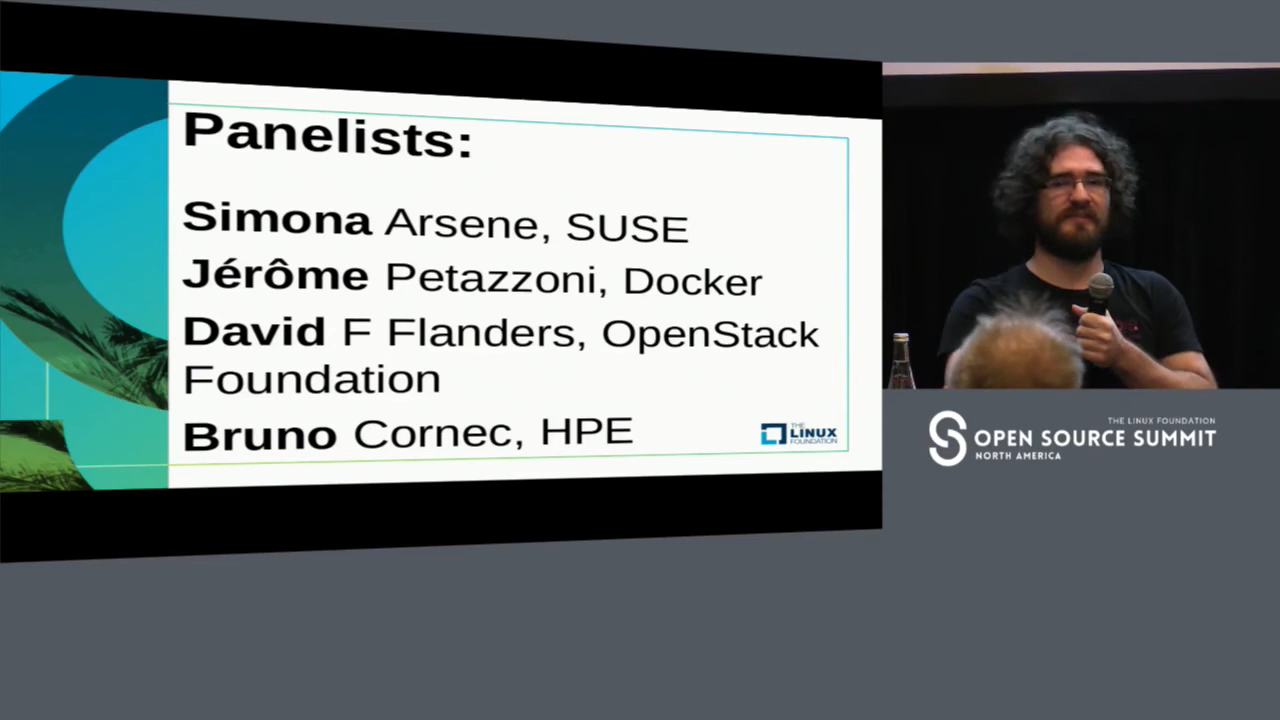 Panelists:
Simona Arsene, SUSE
Jérôme Petazzoni, Docker
David F Flanders, OpenStack
Foundation
Bruno Cornec, HPE
THE
LINUX
FOUNDATION
THE LINUX FOUNDATION
OPEN SOURCE SUMMIT
NORTH AMERICA